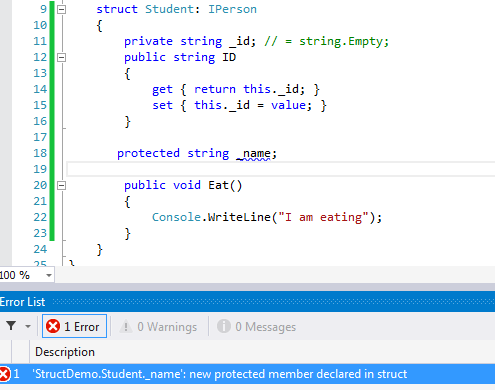 9 struct Student: IPerson
10 {
11 private string _id; // = string.Empty;
12 public string ID
13 {
14 get { return this._id; }
15 set { this._id = value; }
16 }
17
18 protected string _name;
19
20 public void Eat()
21 {
22 Console.WriteLine("I am eating");
23 }
24 }
25 }
100 %
Error List
1 Error 0 Warnings 0 Messages
Description
1 'StructDemo.Student._name': new protected member declared in struct